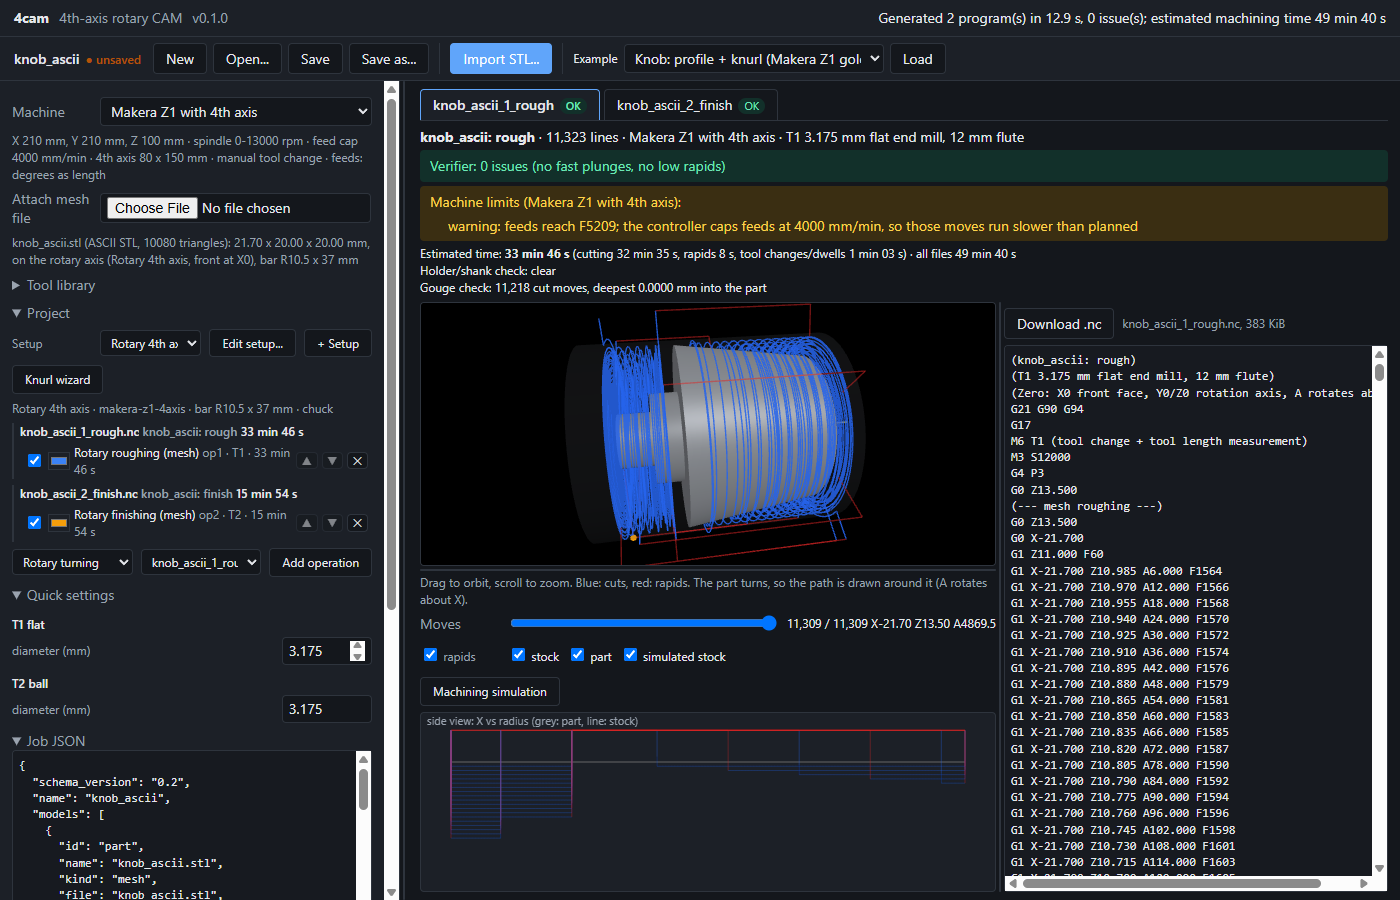 4cam 4th-axis rotary CAM v0.1.0
Generated 2 program(s) in 12.9 s, 0 issue(s); estimated machining time 49 min 40 s
knob_ascii ● unsaved New Open... Save Save as... Import STL... Example Knob: profile + knurl (Makera Z1 gol Load
Machine Makera Z1 with 4th axis
X 210 mm, Y 210 mm, Z 100 mm · spindle 0-13000 rpm · feed cap
4000 mm/min · 4th axis 80 x 150 mm · manual tool change · feeds:
degrees as length
Attach mesh
file
Choose File No file chosen
knob_ascii.stl (ASCII STL, 10080 triangles): 21.70 x 20.00 x 20.00 mm,
on the rotary axis (Rotary 4th axis, front at X0), bar R10.5 x 37 mm
▶ Tool library
▼ Project
Setup Rotary 4th ax Edit setup... + Setup
Knurl wizard
Rotary 4th axis · makera-z1-4axis · bar R10.5 x 37 mm · chuck
knob_ascii_1_rough.nc knob_ascii: rough 33 min 46 s
Rotary roughing (mesh) op1 · T1 · 33 min
46 s
▲ ▼ ✕
knob_ascii_2_finish.nc knob_ascii: finish 15 min 54 s
Rotary finishing (mesh) op2 · T2 · 15 min
54 s
▲ ▼ ✕
Rotary turning knob_ascii_1_rou Add operation
▼ Quick settings
T1 flat
diameter (mm) 3.175
T2 ball
diameter (mm) 3.175
▼ Job JSON
{
"schema_version": "0.2",
"name": "knob_ascii",
"models": [
{
"id": "part",
"name": "knob_ascii.stl",
"kind": "mesh",
"file": "knob_ascii.stl",
knob_ascii_1_rough OK knob_ascii_2_finish OK
knob_ascii: rough · 11,323 lines · Makera Z1 with 4th axis · T1 3.175 mm flat end mill, 12 mm flute
Verifier: 0 issues (no fast plunges, no low rapids)
Machine limits (Makera Z1 with 4th axis):
warning: feeds reach F5209; the controller caps feeds at 4000 mm/min, so those moves run slower than planned
Estimated time: 33 min 46 s (cutting 32 min 35 s, rapids 8 s, tool changes/dwells 1 min 03 s) · all files 49 min 40 s
Holder/shank check: clear
Gouge check: 11,218 cut moves, deepest 0.0000 mm into the part
Drag to orbit, scroll to zoom. Blue: cuts, red: rapids. The part turns, so the path is drawn around it (A rotates
about X).
Moves 11,309 / 11,309 X-21.70 Z13.50 A4869.5
rapids stock part simulated stock
Machining simulation
side view: X vs radius (grey: part, line: stock)
Download .nc knob_ascii_1_rough.nc, 383 KiB
(knob_ascii: rough)
(T1 3.175 mm flat end mill, 12 mm flute)
(Zero: X0 front face, Y0/Z0 rotation axis, A rotates ab
G21 G90 G94
G17
M6 T1 (tool change + tool length measurement)
M3 S12000
G4 P3
G0 Z13.500
(--- mesh roughing ---)
G0 Z13.500
G0 X-21.700
G1 Z11.000 F60
G1 X-21.700 Z10.985 A6.000 F1564
G1 X-21.700 Z10.970 A12.000 F1566
G1 X-21.700 Z10.955 A18.000 F1568
G1 X-21.700 Z10.940 A24.000 F1570
G1 X-21.700 Z10.925 A30.000 F1572
G1 X-21.700 Z10.910 A36.000 F1574
G1 X-21.700 Z10.895 A42.000 F1576
G1 X-21.700 Z10.880 A48.000 F1579
G1 X-21.700 Z10.865 A54.000 F1581
G1 X-21.700 Z10.850 A60.000 F1583
G1 X-21.700 Z10.835 A66.000 F1585
G1 X-21.700 Z10.820 A72.000 F1587
G1 X-21.700 Z10.805 A78.000 F1590
G1 X-21.700 Z10.790 A84.000 F1592
G1 X-21.700 Z10.775 A90.000 F1594
G1 X-21.700 Z10.760 A96.000 F1596
G1 X-21.700 Z10.745 A102.000 F1598
G1 X-21.700 Z10.730 A108.000 F1601
G1 X-21.700 Z10.715 A114.000 F1603